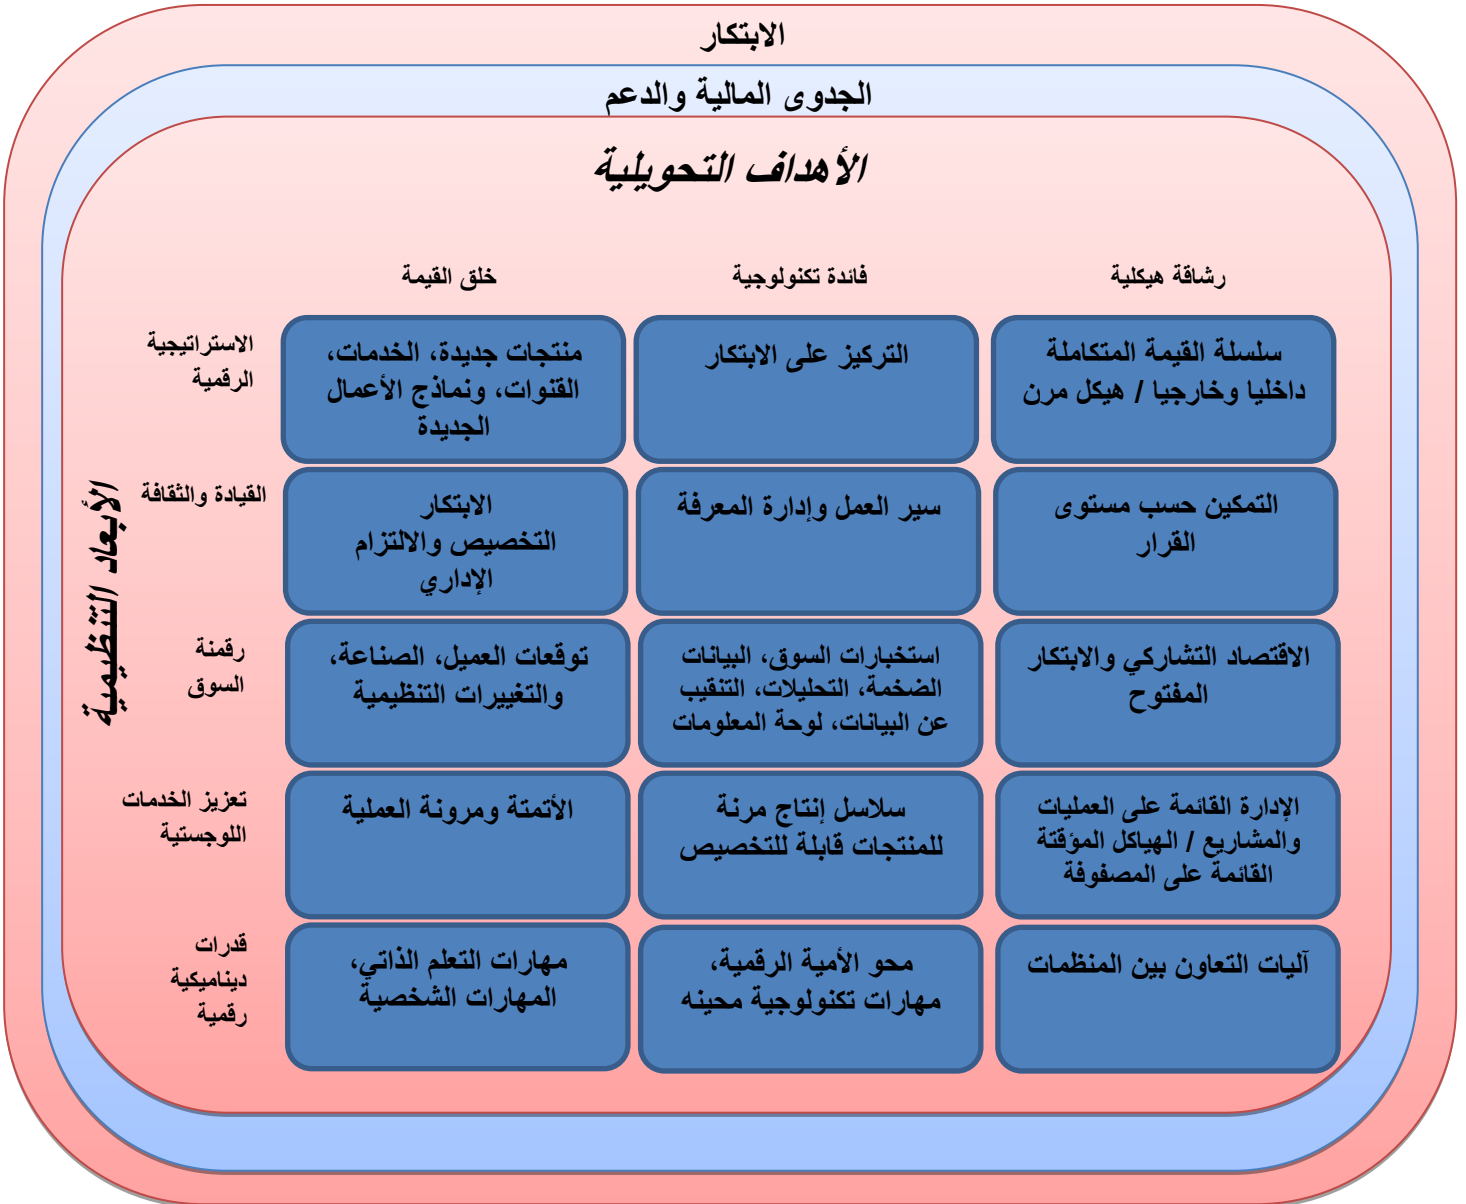 الابتكار
الجدوى المالية والدعم
الأهداف التحويلية
رشاقة هيكلية
فائدة تكنولوجية
خلق القيمة
الأبعاد التنظيمية
الاستراتيجية
الرقمية
منتجات جديدة، الخدمات،
القنوات، ونماذج الأعمال
الجديدة
التركيز على الابتكار
سلسلة القيمة المتكاملة
داخليا وخارجيا / هيكل مرن
القيادة والثقافة
الابتكار
التخصيص والالتزام
الإداري
سير العمل وإدارة المعرفة
التمكين حسب مستوى
القرار
رقمنة
السوق
توقعات العميل، الصناعة،
والتغييرات التنظيمية
استخبارات السوق، البيانات
الضخمة، التحليلات، التنقيب
عن البيانات، لوحة المعلومات
الاقتصاد التشاركي والابتكار
المفتوح
تعزيز الخدمات
اللوجستية
الأتمتة ومرونة العملية
سلاسل إنتاج مرنة
للمنتجات قابلة للتخصيص
الإدارة القائمة على العمليات
والمشاريع / الهياكل المؤقتة
القائمة على المصفوفة
قدرات
ديناميكية
رقمية
مهارات التعلم الذاتي،
المهارات الشخصية
محو الأمية الرقمية،
مهارات تكنولوجية محينه
آليات التعاون بين المنظمات